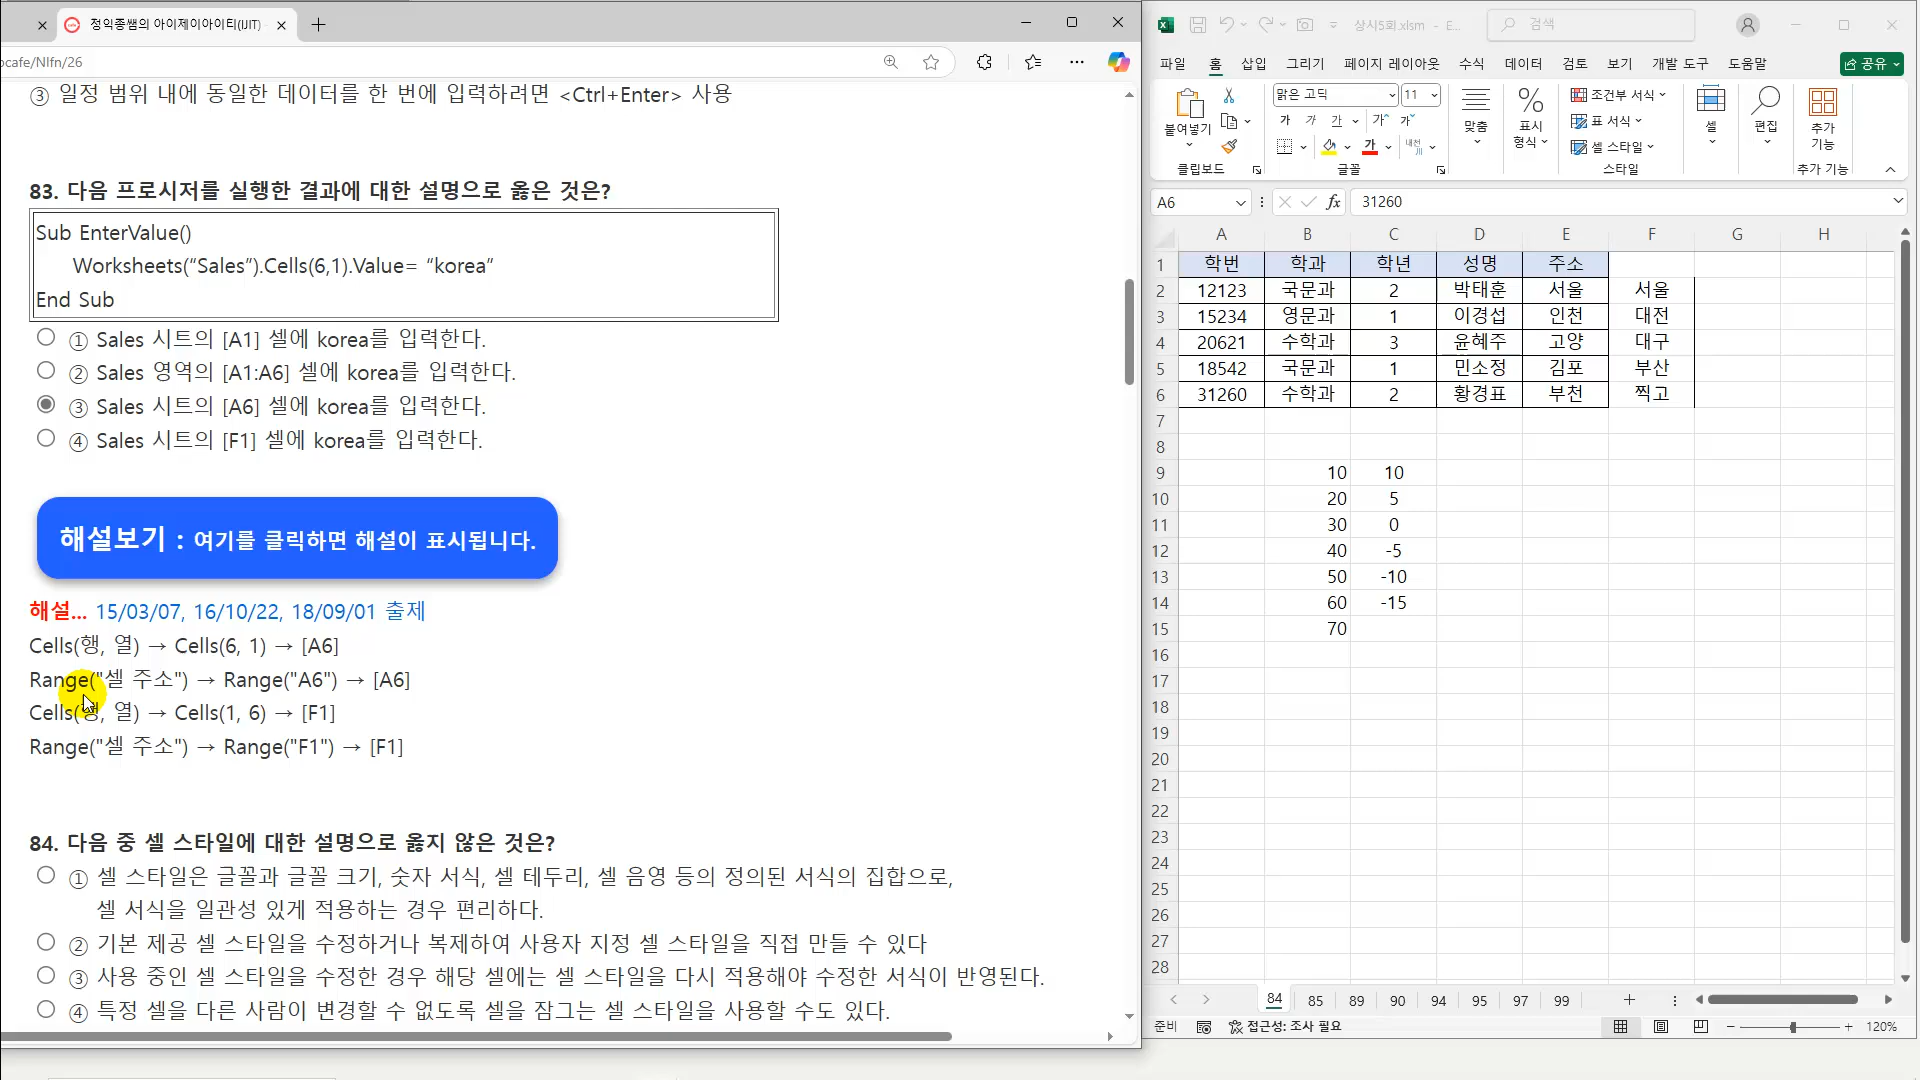 정익종쌤의 아이제이아이티(IJIT)
ocafe/NIfn/26
③ 일정 범위 내에 동일한 데이터를 한 번에 입력하려면 <Ctrl+Enter> 사용
83. 다음 프로시저를 실행한 결과에 대한 설명으로 옳은 것은?
Sub EnterValue()
Worksheets(“Sales”).Cells(6,1).Value= “korea”
End Sub
① Sales 시트의 [A1] 셀에 korea를 입력한다.
② Sales 영역의 [A1:A6] 셀에 korea를 입력한다.
③ Sales 시트의 [A6] 셀에 korea를 입력한다.
④ Sales 시트의 [F1] 셀에 korea를 입력한다.
해설보기 : 여기를 클릭하면 해설이 표시됩니다.
해설... 15/03/07, 16/10/22, 18/09/01 출제
Cells(행, 열) → Cells(6, 1) → [A6]
Range("셀 주소") → Range("A6") → [A6]
Cells(행, 열) → Cells(1, 6) → [F1]
Range("셀 주소") → Range("F1") → [F1]
84. 다음 중 셀 스타일에 대한 설명으로 옳지 않은 것은?
① 셀 스타일은 글꼴과 글꼴 크기, 숫자 서식, 셀 테두리, 셀 음영 등의 정의된 서식의 집합으로,
셀 서식을 일관성 있게 적용하는 경우 편리하다.
② 기본 제공 셀 스타일을 수정하거나 복제하여 사용자 지정 셀 스타일을 직접 만들 수 있다
③ 사용 중인 셀 스타일을 수정한 경우 해당 셀에는 셀 스타일을 다시 적용해야 수정한 서식이 반영된다.
④ 특정 셀을 다른 사람이 변경할 수 없도록 셀을 잠그는 셀 스타일을 사용할 수도 있다.
상시5회.xlsm - E...
검색
파일 홈 삽입 그리기 페이지 레이아웃 수식 데이터 검토 보기 개발 도구 도움말 공유
붙여넣기
맑은 고딕 11
가 가 가 가 가
가 내천
맞춤
표시 형식
조건부 서식
표 서식
셀 스타일
셀
편집
추가 기능
클립보드 글꼴 스타일 추가 기능
A6 fx 31260
A B C D E F G H
1 학번 학과 학년 성명 주소
2 12123 국문과 2 박태훈 서울 서울
3 15234 영문과 1 이경섭 인천 대전
4 20621 수학과 3 윤혜주 고양 대구
5 18542 국문과 1 민소정 김포 부산
6 31260 수학과 2 황경표 부천 찍고
7
8
9 10 10
10 20 5
11 30 0
12 40 -5
13 50 -10
14 60 -15
15 70
16
17
18
19
20
21
22
23
24
25
26
27
28
84 85 89 90 94 95 97 99
준비 접근성: 조사 필요 120%